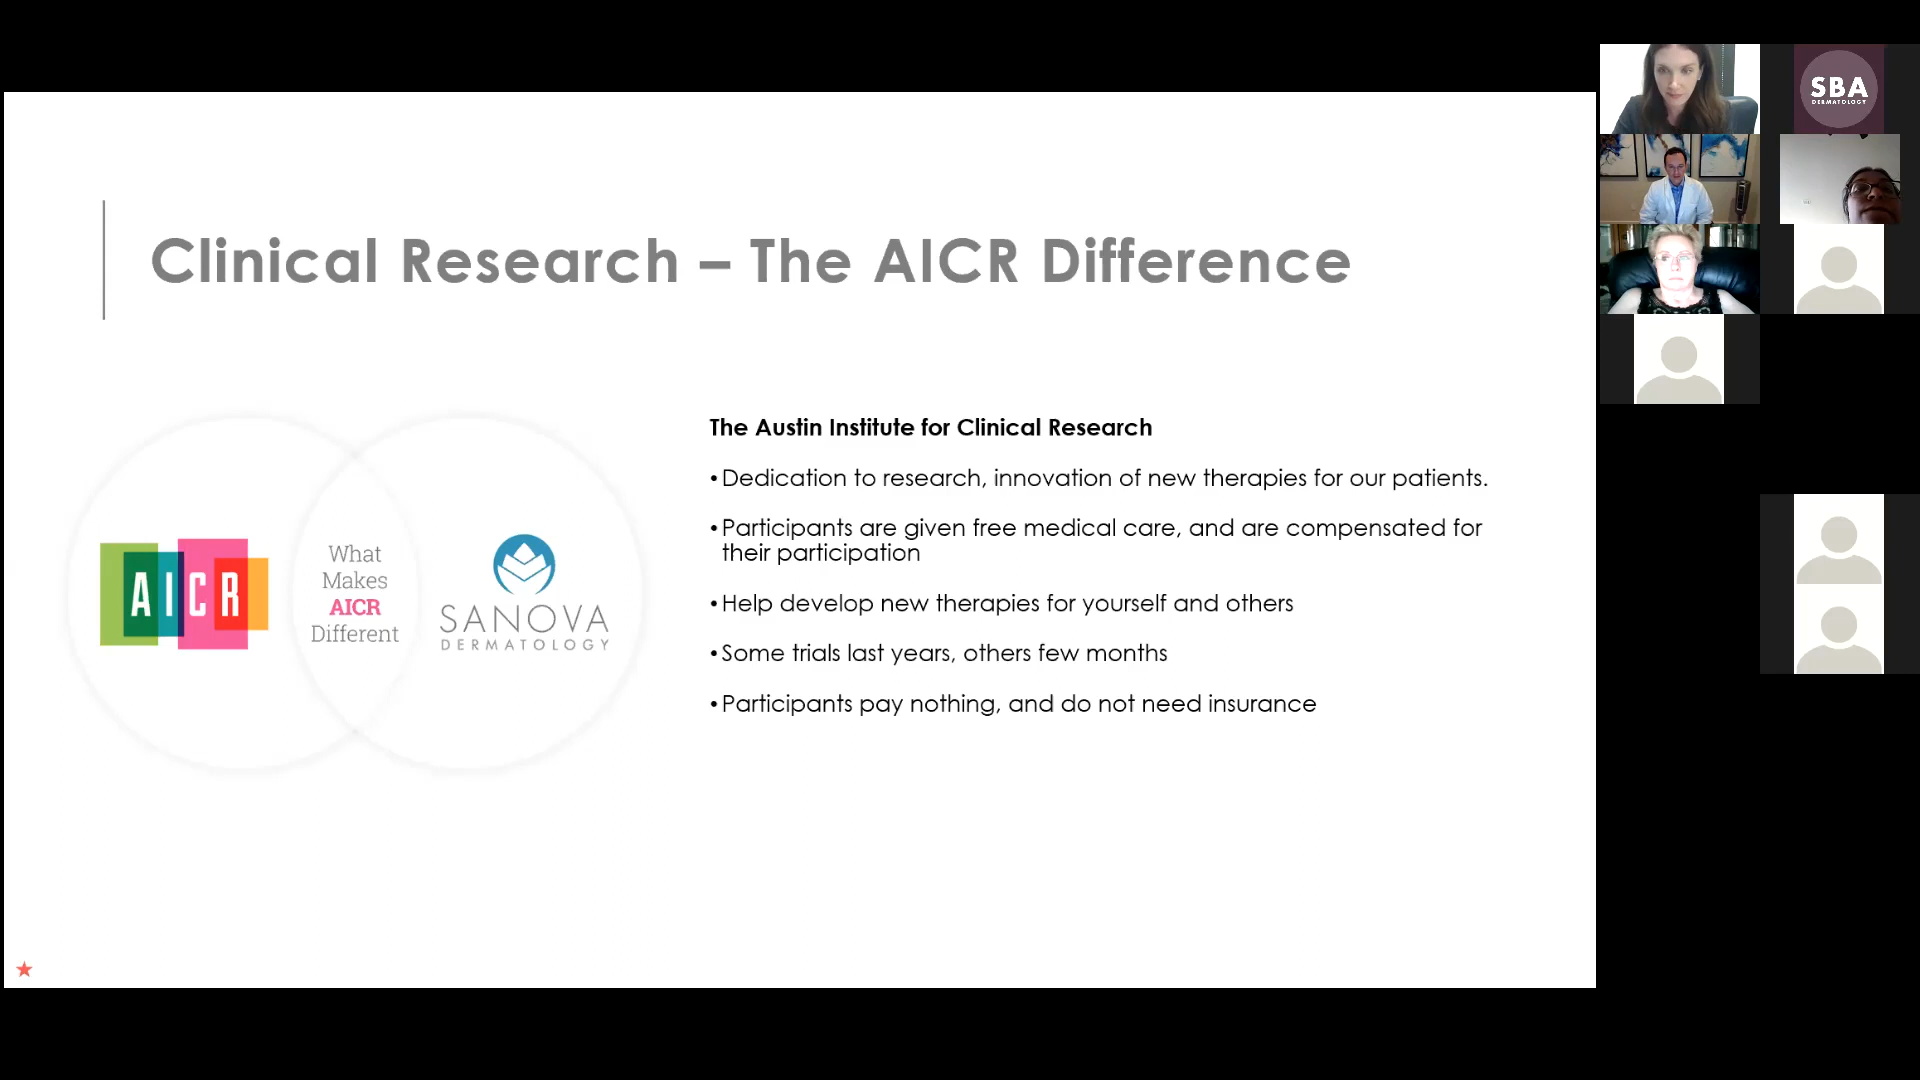 SBA
DERMATOLOGY
Clinical Research – The AICR Difference
AICR
What
Makes
AICR
Different
SANOVA
DERMATOLOGY
The Austin Institute for Clinical Research
•Dedication to research, innovation of new therapies for our patients.
•Participants are given free medical care, and are compensated for
their participation
•Help develop new therapies for yourself and others
•Some trials last years, others few months
•Participants pay nothing, and do not need insurance